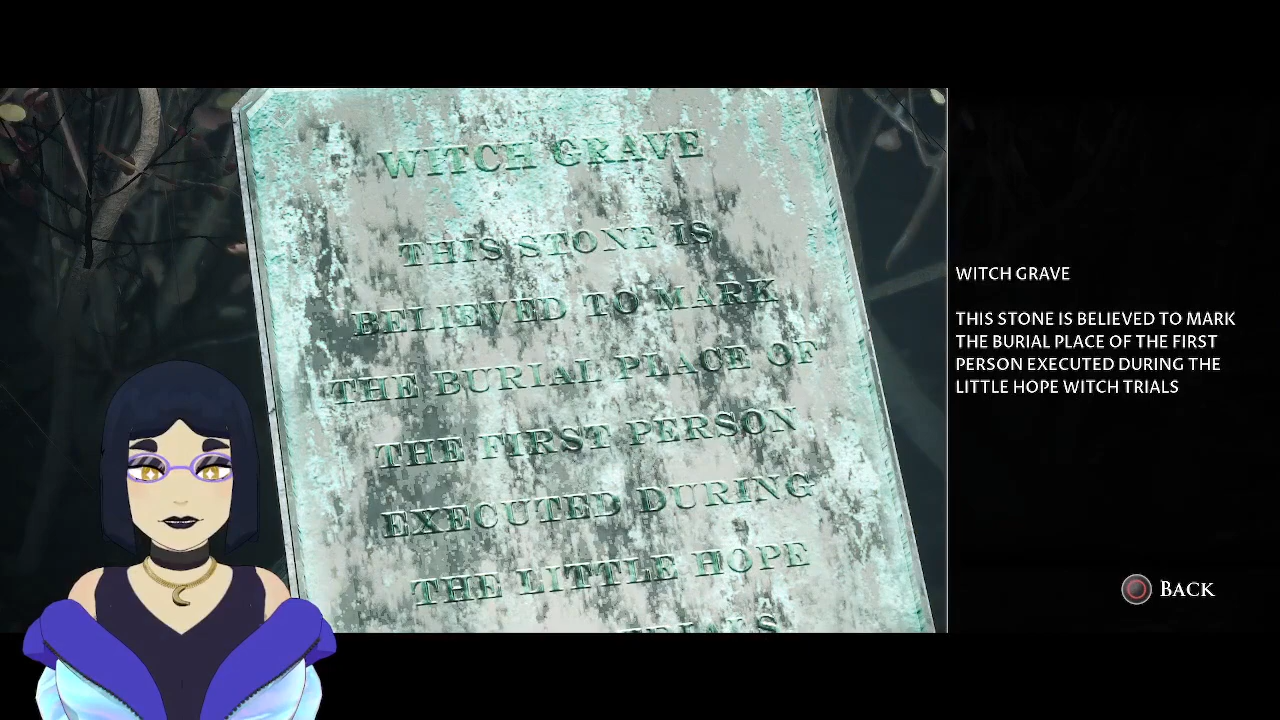 WITCH GRAVE
THIS STONE IS
BELIEVED TO MARK
THE BURIAL PLACE OF
THE FIRST PERSON
EXECUTED DURING
THE LITTLE HOPE
TRIALS
WITCH GRAVE
THIS STONE IS BELIEVED TO MARK
THE BURIAL PLACE OF THE FIRST
PERSON EXECUTED DURING THE
LITTLE HOPE WITCH TRIALS
BACK